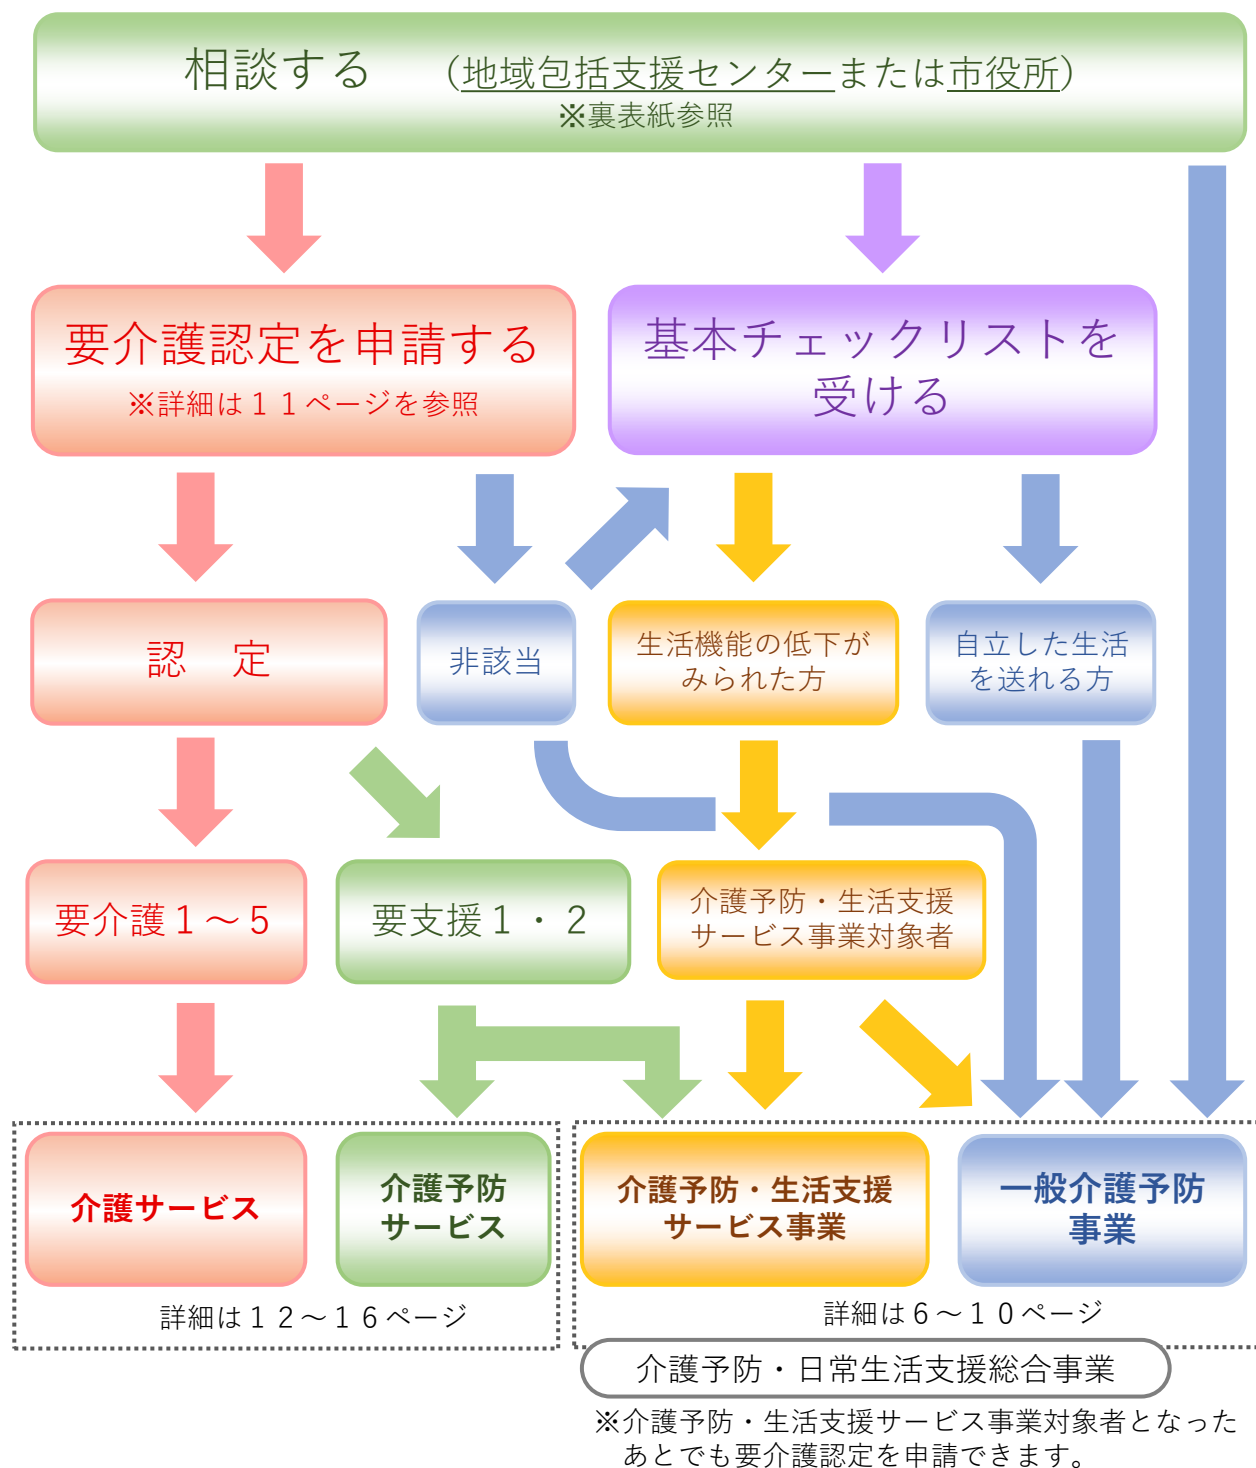 相談する （地域包括支援センターまたは市役所）
※裏表紙参照
要介護認定を申請する
※詳細は１１ページを参照
基本チェックリストを
受ける
認　定
非該当
生活機能の低下が
みられた方
自立した生活
を送れる方
要介護１～５
要支援１・２
介護予防・生活支援
サービス事業対象者
介護サービス
介護予防
サービス
介護予防・生活支援
サービス事業
一般介護予防
事業
詳細は１２～１６ページ
詳細は６～１０ページ
介護予防・日常生活支援総合事業
※介護予防・生活支援サービス事業対象者となった
あとでも要介護認定を申請できます。